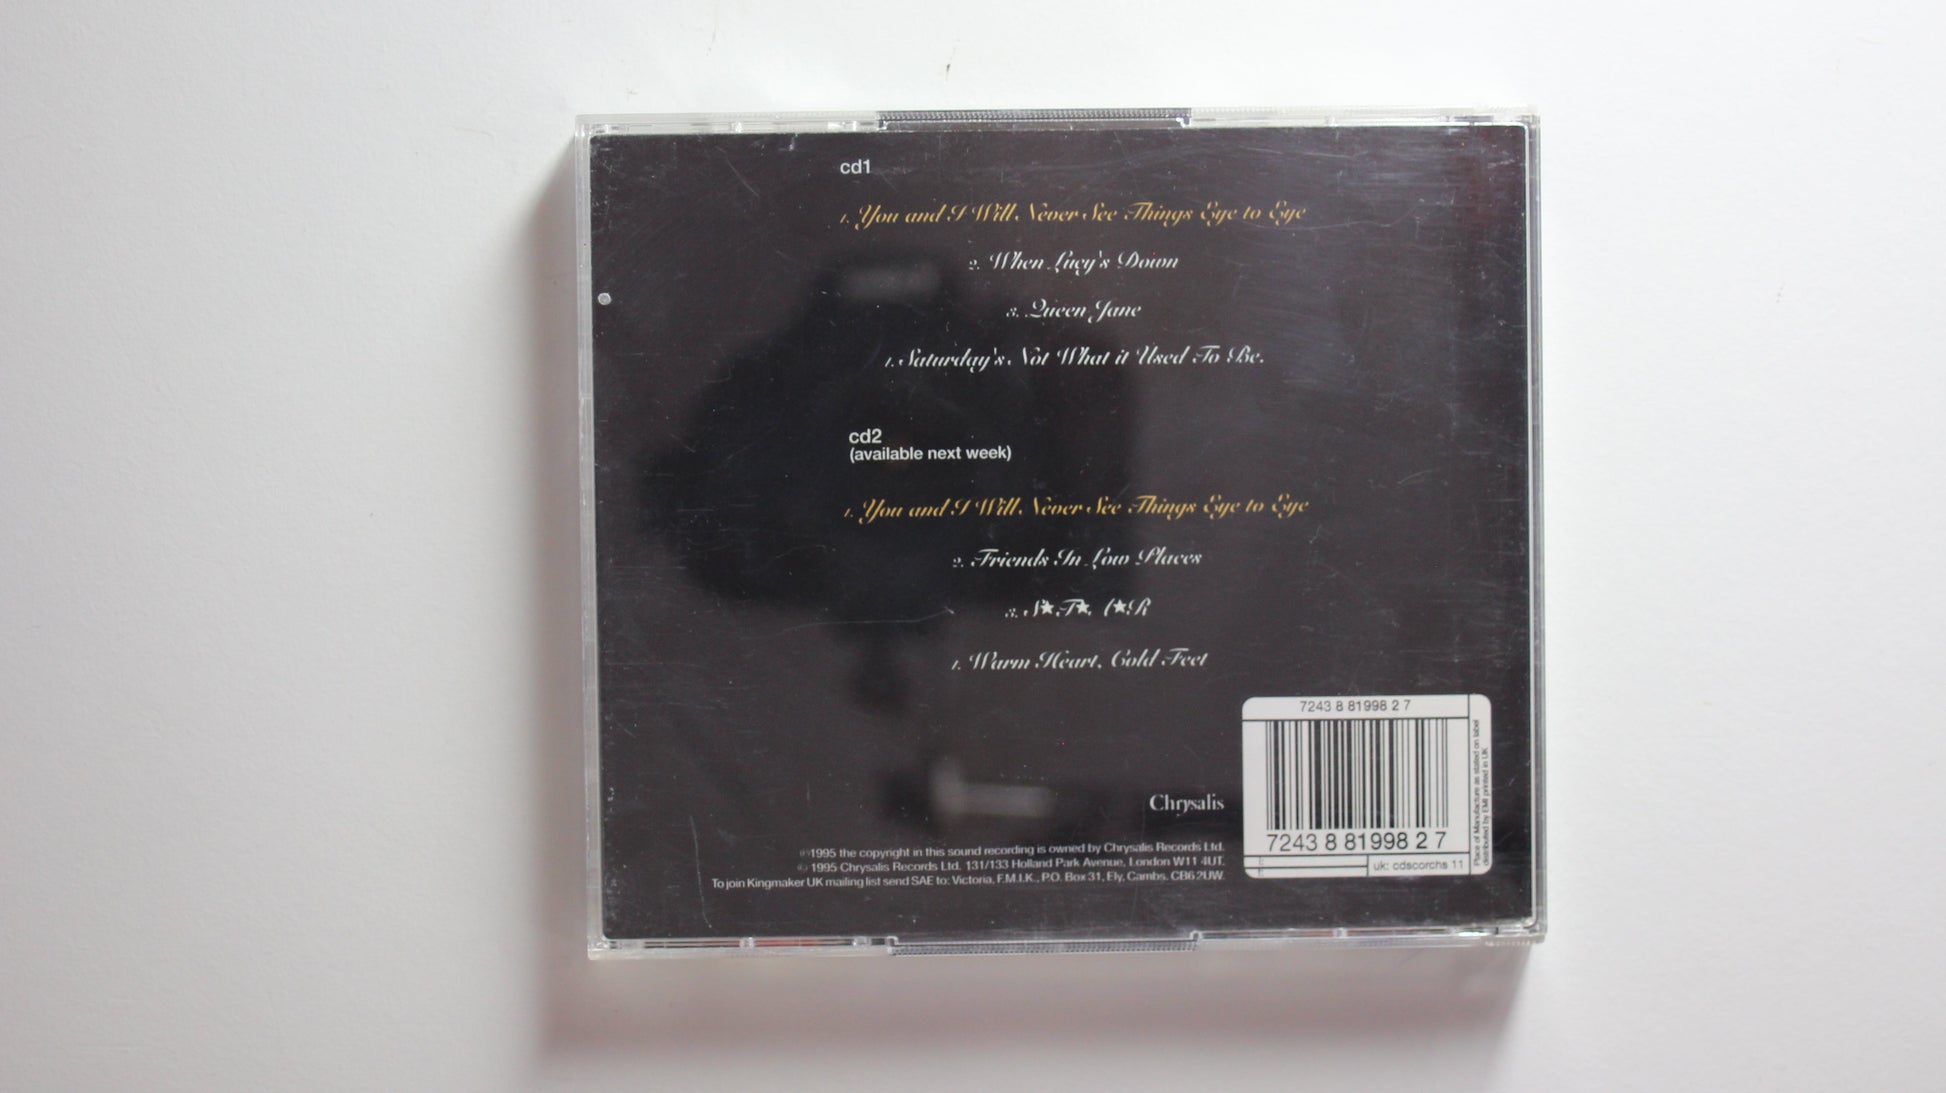 cd1
1. You and I Will Never See Things Eye to Eye
2. When Lucy's Down
3. Queen Jane
1. Saturday's Not What it Used To Be.
cd2
(available next week)
1. You and I Will Never See Things Eye to Eye
2. Friends In Low Places
3. S★T★ (★R
1. Warm Heart, Cold Feet
Chrysalis
℗1995 the copyright in this sound recording is owned by Chrysalis Records Ltd.
© 1995 Chrysalis Records Ltd. 131/133 Holland Park Avenue, London W11 4UT.
To join Kingmaker UK mailing list send SAE to: Victoria, F.M.I.K., P.O. Box 31, Ely, Cambs. CB6 2UW.
7243 8 81998 2 7
7243 8 81998 2 7
uk: cdscorchs 11
Place of Manufacture as stated on label
distributed by EMI printed in UK